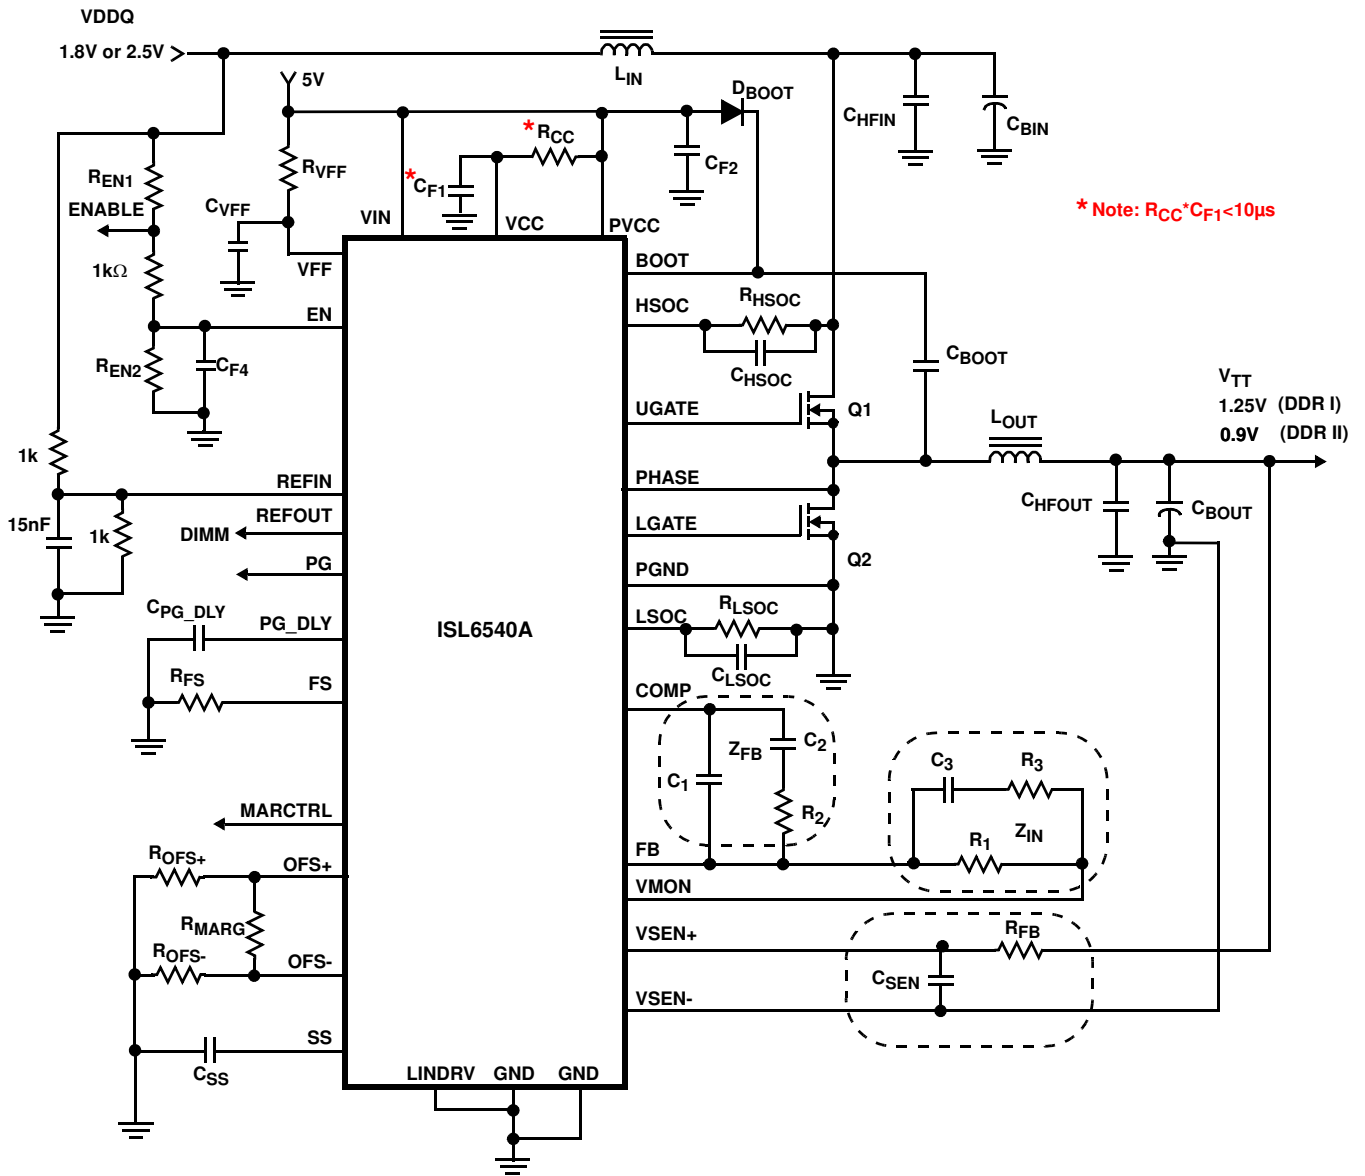 VDDQ
1.8V or 2.5V
LIN
5V
DBOOT
CHFIN
CBIN
*RCC
RVFF
*CF1
CF2
REN1
ENABLE
CVFF
VIN
VCC
PVCC
* Note: RCC*CF1<10μs
1kΩ
VFF
BOOT
EN
HSOC
RHSOC
REN2
CF4
CHSOC
CBOOT
VTT
1.25V (DDR I)
0.9V (DDR II)
UGATE
Q1
LOUT
1k
REFIN
PHASE
CHFOUT
CBOUT
15nF
1k
REFOUT
DIMM
LGATE
Q2
PG
PGND
CPG_DLY
PG_DLY
ISL6540A
LSOC
RLSOC
CLSOC
RFS
FS
COMP
ZFB
C2
C1
R2
C3
R3
ZIN
R1
MARCTRL
FB
ROFS+
OFS+
VMON
RMARG
VSEN+
RFB
ROFS-
OFS-
CSEN
VSEN-
SS
CSS
LINDRV
GND
GND